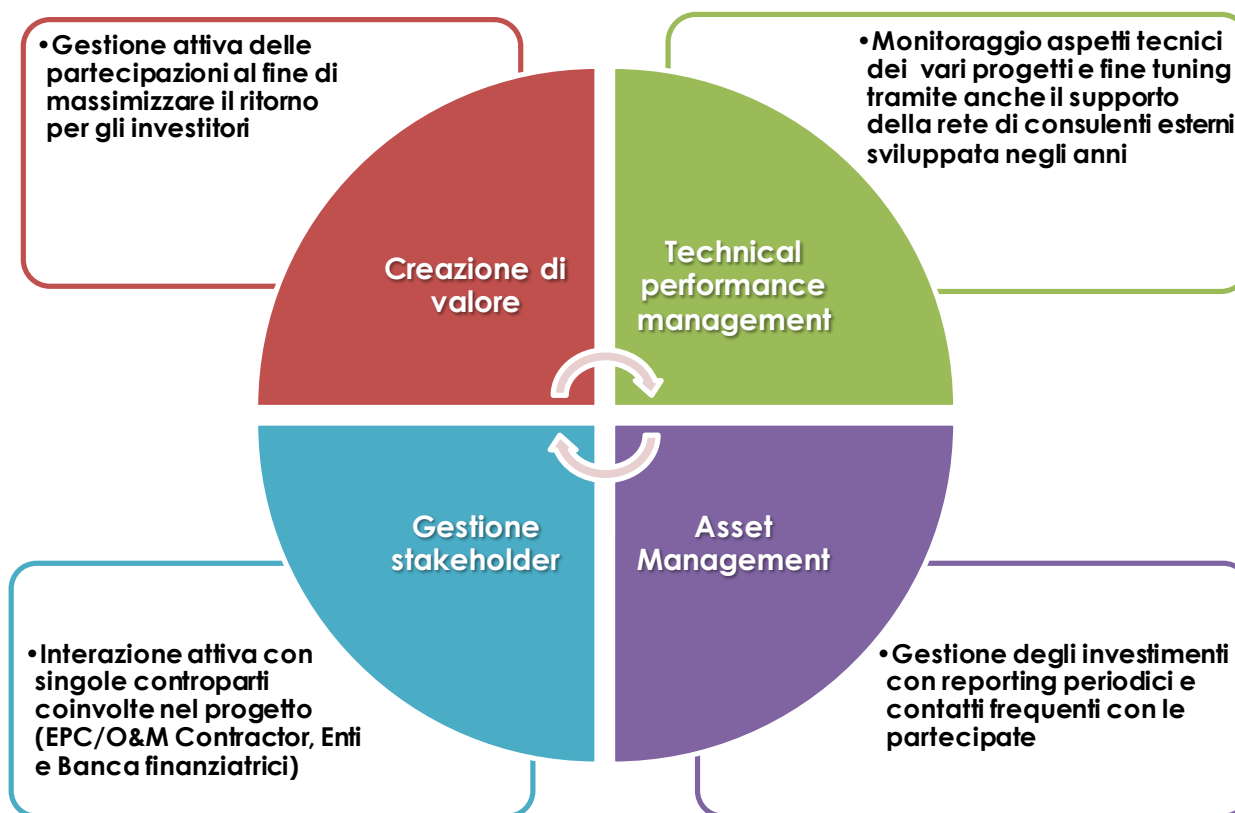 •Gestione attiva delle
partecipazioni al fine di
massimizzare il ritorno
per gli investitori
•Monitoraggio aspetti tecnici
dei vari progetti e fine tuning
tramite anche il supporto
della rete di consulenti esterni
sviluppata negli anni
Creazione di
valore
Technical
performance
management
Gestione
stakeholder
Asset
Management
•Interazione attiva con
singole controparti
coinvolte nel progetto
(EPC/O&M Contractor, Enti
e Banca finanziatrici)
•Gestione degli investimenti
con reporting periodici e
contatti frequenti con le
partecipate